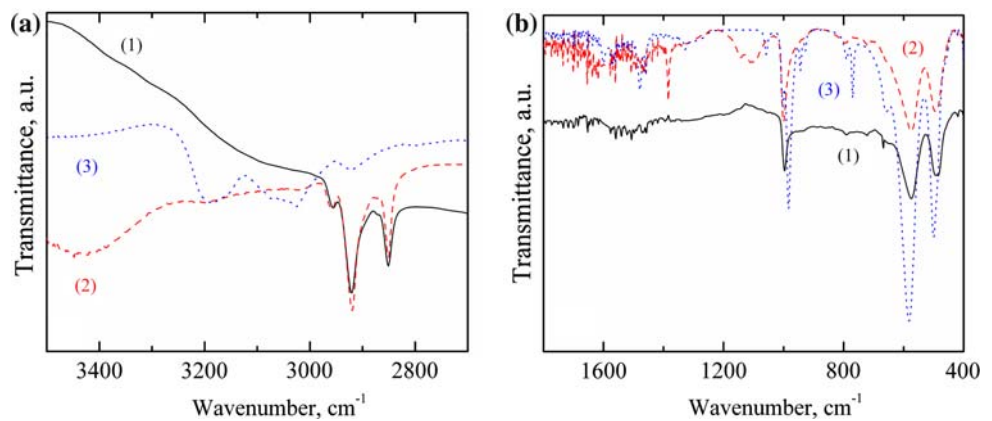 (a)
(1)
(3)
(2)
Transmittance, a.u.
3400 3200 3000 2800
Wavenumber, cm⁻¹
(b)
(2)
(3)
(1)
Transmittance, a.u.
1600 1200 800 400
Wavenumber, cm⁻¹